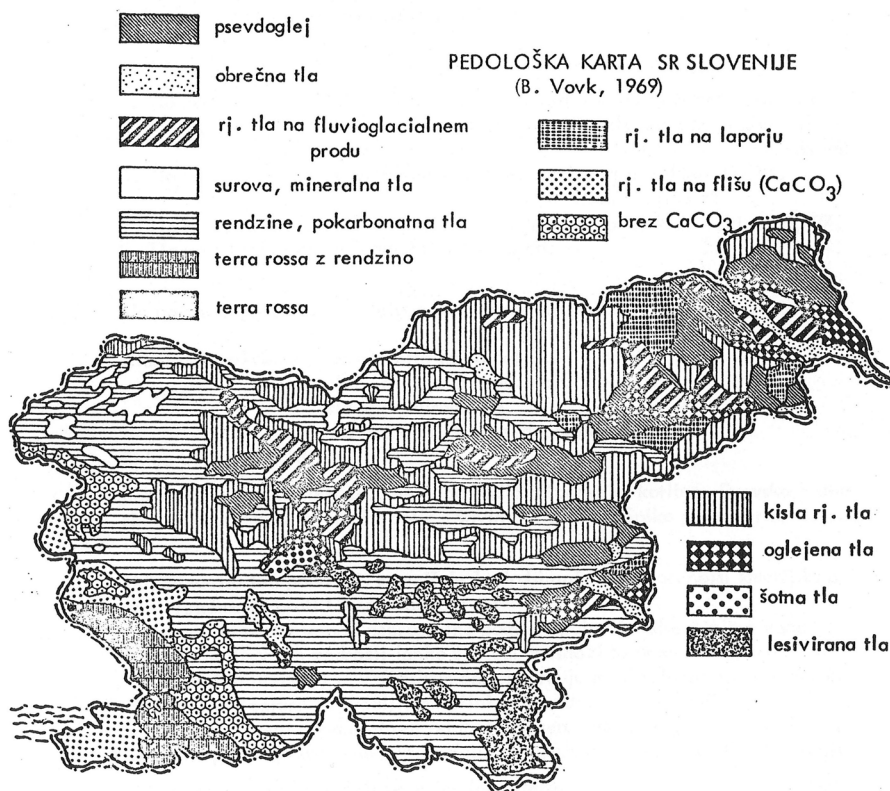 psevdoglej
obrečna tla
rj. tla na fluvioglacialnem
produ
surova, mineralna tla
rendzine, pokarbonatna tla
terra rossa z rendzino
terra rossa
PEDOLOŠKA KARTA SR SLOVENIJE
(B. Vovk, 1969)
rj. tla na laporju
rj. tla na flišu (CaCO3)
brez CaCO3
kisla rj. tla
oglejena tla
šotna tla
lesivirana tla